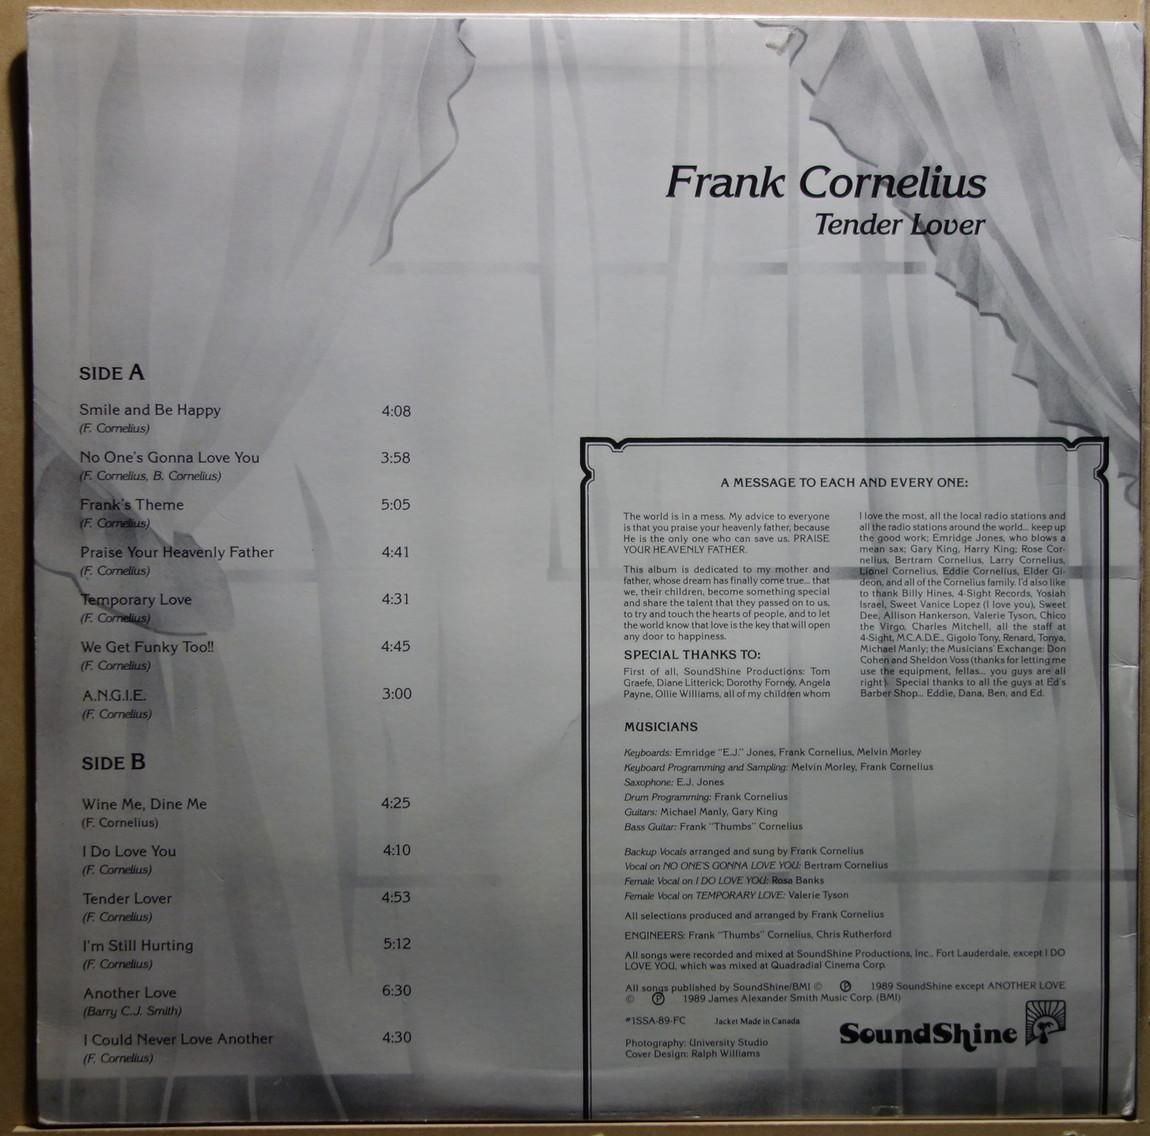 Frank Cornelius
Tender Lover
SIDE A
Smile and Be Happy 4:08
(F. Cornelius)
No One's Gonna Love You 3:58
(F. Cornelius, B. Cornelius)
Frank's Theme 5:05
(F. Cornelius)
Praise Your Heavenly Father 4:41
(F. Cornelius)
Temporary Love 4:31
(F. Cornelius)
We Get Funky Too!! 4:45
(F. Cornelius)
A.N.G.I.E. 3:00
(F. Cornelius)
SIDE B
Wine Me, Dine Me 4:25
(F. Cornelius)
I Do Love You 4:10
(F. Cornelius)
Tender Lover 4:53
(F. Cornelius)
I'm Still Hurting 5:12
(F. Cornelius)
Another Love 6:30
(Barry C.J. Smith)
I Could Never Love Another 4:30
(F. Cornelius)
A MESSAGE TO EACH AND EVERY ONE:
The world is in a mess. My advice to everyone
is that you praise your heavenly father, because
He is the only one who can save us. PRAISE
YOUR HEAVENLY FATHER.
This album is dedicated to my mother and
father, whose dream has finally come true... that
we, their children, become something special
and share the talent that they passed on to us,
to try and touch the hearts of people, and to let
the world know that love is the key that will open
any door to happiness.
SPECIAL THANKS TO:
First of all, SoundShine Productions: Tom
Graefe, Diane Litterick; Dorothy Forney, Angela
Payne, Ollie Williams, all of my children whom
I love the most, all the local radio stations and
all the radio stations around the world... keep up
the good work; Emridge Jones, who blows a
mean sax; Gary King, Harry King; Rose Cor-
nelius, Bertram Cornelius, Larry Cornelius,
Lionel Cornelius, Eddie Cornelius, Elder Gi-
deon, and all of the Cornelius family. I'd also like
to thank Billy Hines, 4-Sight Records, Yosiah
Israel, Sweet Vanice Lopez (I love you), Sweet
Dee, Allison Hankerson, Valerie Tyson, Chico
the Virgo, Charles Mitchell, all the staff at
4-Sight, M.C.A.D.E., Gigolo Tony, Renard, Tonya,
Michael Manly; the Musicians' Exchange: Don
Cohen and Sheldon Voss (thanks for letting me
use the equipment, fellas... you guys are all
right). Special thanks to all the guys at Ed's
Barber Shop... Eddie, Dana, Ben, and Ed.
MUSICIANS
Keyboards: Emridge "E.J." Jones, Frank Cornelius, Melvin Morley
Keyboard Programming and Sampling: Melvin Morley, Frank Cornelius
Saxophone: E.J. Jones
Drum Programming: Frank Cornelius
Guitars: Michael Manly, Gary King
Bass Guitar: Frank "Thumbs" Cornelius
Backup Vocals arranged and sung by Frank Cornelius
Vocal on NO ONE'S GONNA LOVE YOU: Bertram Cornelius
Female Vocal on I DO LOVE YOU: Rosa Banks
Female Vocal on TEMPORARY LOVE: Valerie Tyson
All selections produced and arranged by Frank Cornelius
ENGINEERS: Frank "Thumbs" Cornelius, Chris Rutherford
All songs were recorded and mixed at SoundShine Productions, Inc., Fort Lauderdale, except I DO
LOVE YOU, which was mixed at Quadradial Cinema Corp.
All songs published by SoundShine/BMI © ℗ 1989 SoundShine except ANOTHER LOVE
© ℗ 1989 James Alexander Smith Music Corp. (BMI)
#1SSA-89-FC Jacket Made in Canada
Photography: University Studio
Cover Design: Ralph Williams
SoundShine